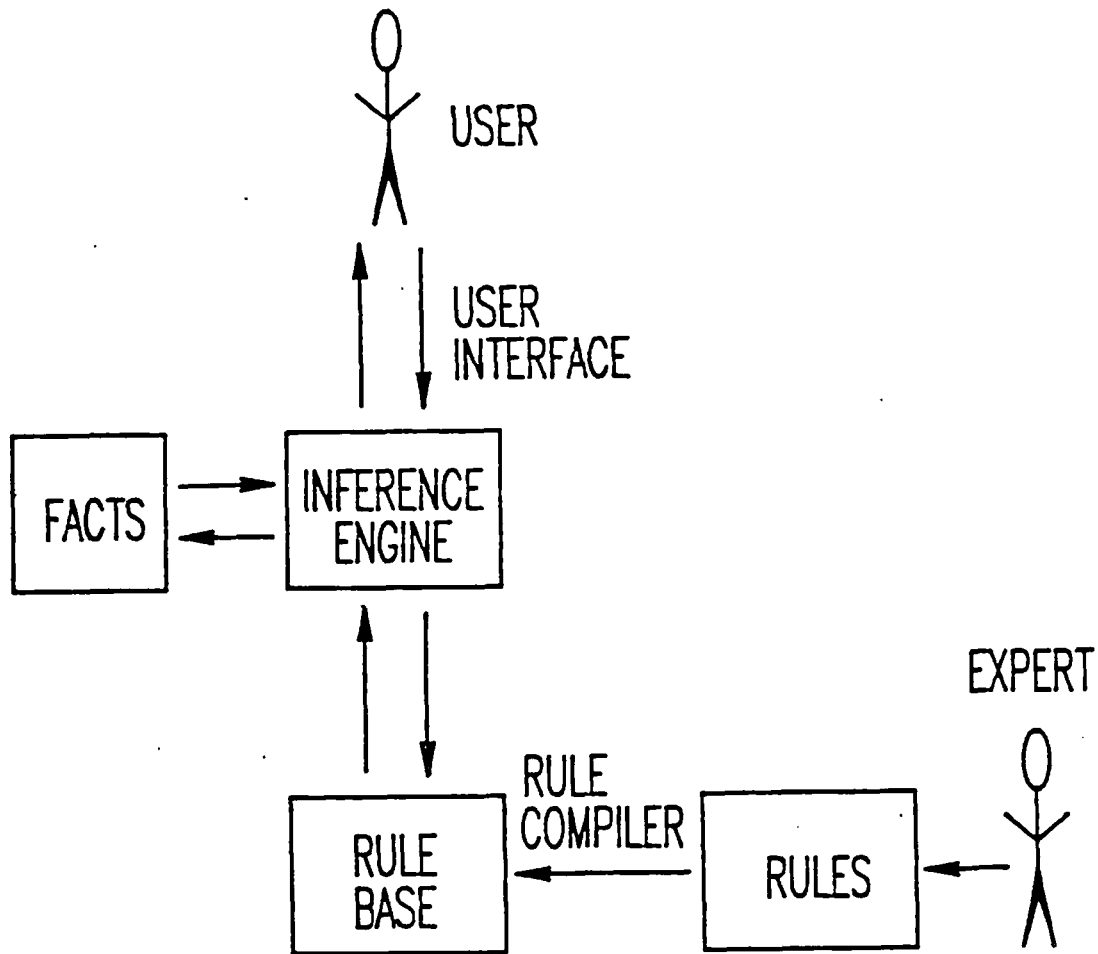 USER
USER
INTERFACE
FACTS
INFERENCE
ENGINE
EXPERT
RULE
COMPILER
RULE
BASE
RULES